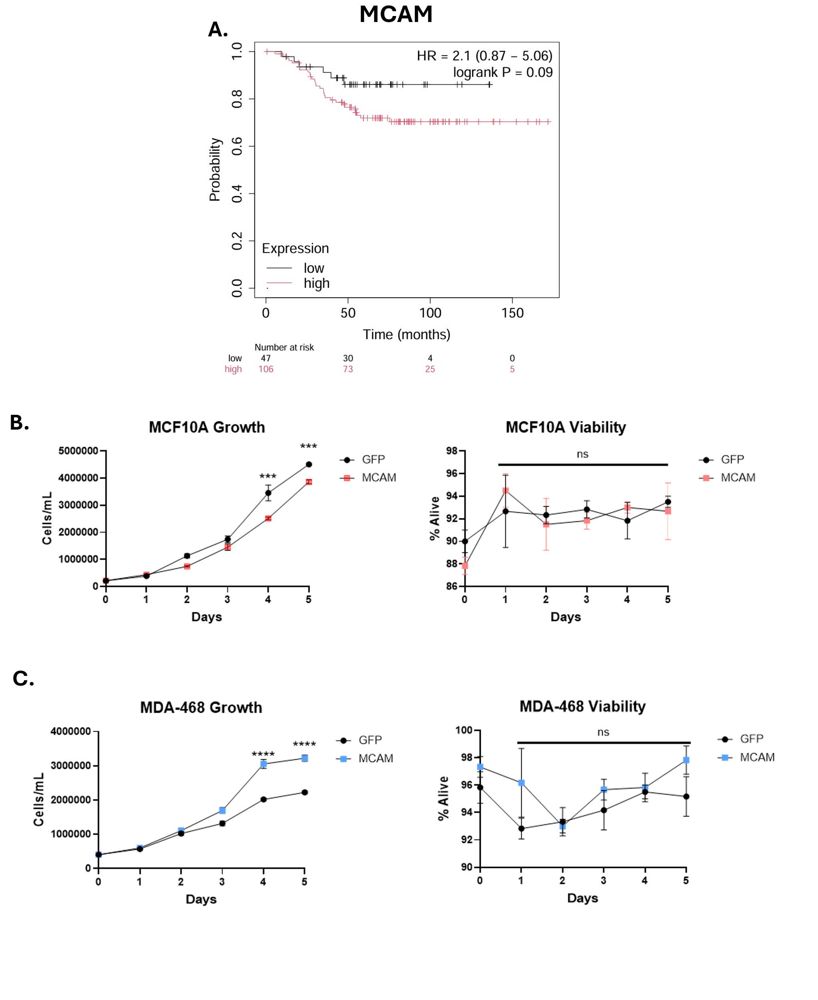 MCAM
A.
HR = 2.1 (0.87 − 5.06)
logrank P = 0.09
Probability
1.0
0.8
0.6
0.4
0.2
0.0
Expression
low
high
0 50 100 150
Time (months)
Number at risk
low 47 30 4 0
high 106 73 25 5
B.
MCF10A Growth
Cells/mL
5000000
4000000
3000000
2000000
1000000
0
*** ***
GFP
MCAM
0 1 2 3 4 5
Days
MCF10A Viability
% Alive
98
96
94
92
90
88
86
ns
GFP
MCAM
0 1 2 3 4 5
Days
C.
MDA-468 Growth
Cells/mL
4000000
3000000
2000000
1000000
0
**** ****
GFP
MCAM
0 1 2 3 4 5
Days
MDA-468 Viability
% Alive
100
98
96
94
92
90
ns
GFP
MCAM
0 1 2 3 4 5
Days